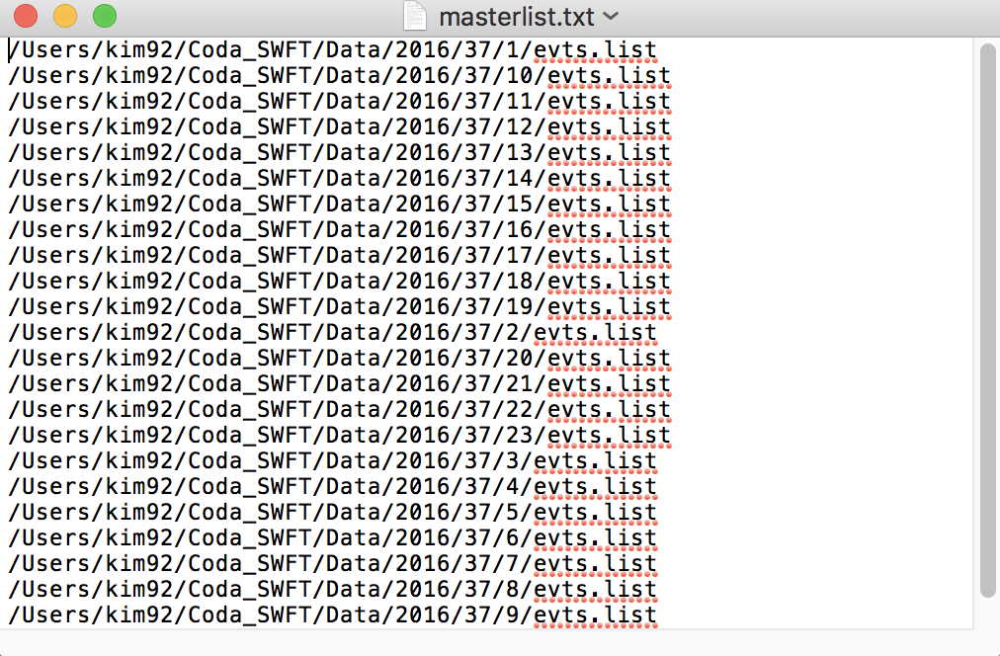 masterlist.txt
/Users/kim92/Coda_SWFT/Data/2016/37/1/evts.list
/Users/kim92/Coda_SWFT/Data/2016/37/10/evts.list
/Users/kim92/Coda_SWFT/Data/2016/37/11/evts.list
/Users/kim92/Coda_SWFT/Data/2016/37/12/evts.list
/Users/kim92/Coda_SWFT/Data/2016/37/13/evts.list
/Users/kim92/Coda_SWFT/Data/2016/37/14/evts.list
/Users/kim92/Coda_SWFT/Data/2016/37/15/evts.list
/Users/kim92/Coda_SWFT/Data/2016/37/16/evts.list
/Users/kim92/Coda_SWFT/Data/2016/37/17/evts.list
/Users/kim92/Coda_SWFT/Data/2016/37/18/evts.list
/Users/kim92/Coda_SWFT/Data/2016/37/19/evts.list
/Users/kim92/Coda_SWFT/Data/2016/37/2/evts.list
/Users/kim92/Coda_SWFT/Data/2016/37/20/evts.list
/Users/kim92/Coda_SWFT/Data/2016/37/21/evts.list
/Users/kim92/Coda_SWFT/Data/2016/37/22/evts.list
/Users/kim92/Coda_SWFT/Data/2016/37/23/evts.list
/Users/kim92/Coda_SWFT/Data/2016/37/3/evts.list
/Users/kim92/Coda_SWFT/Data/2016/37/4/evts.list
/Users/kim92/Coda_SWFT/Data/2016/37/5/evts.list
/Users/kim92/Coda_SWFT/Data/2016/37/6/evts.list
/Users/kim92/Coda_SWFT/Data/2016/37/7/evts.list
/Users/kim92/Coda_SWFT/Data/2016/37/8/evts.list
/Users/kim92/Coda_SWFT/Data/2016/37/9/evts.list